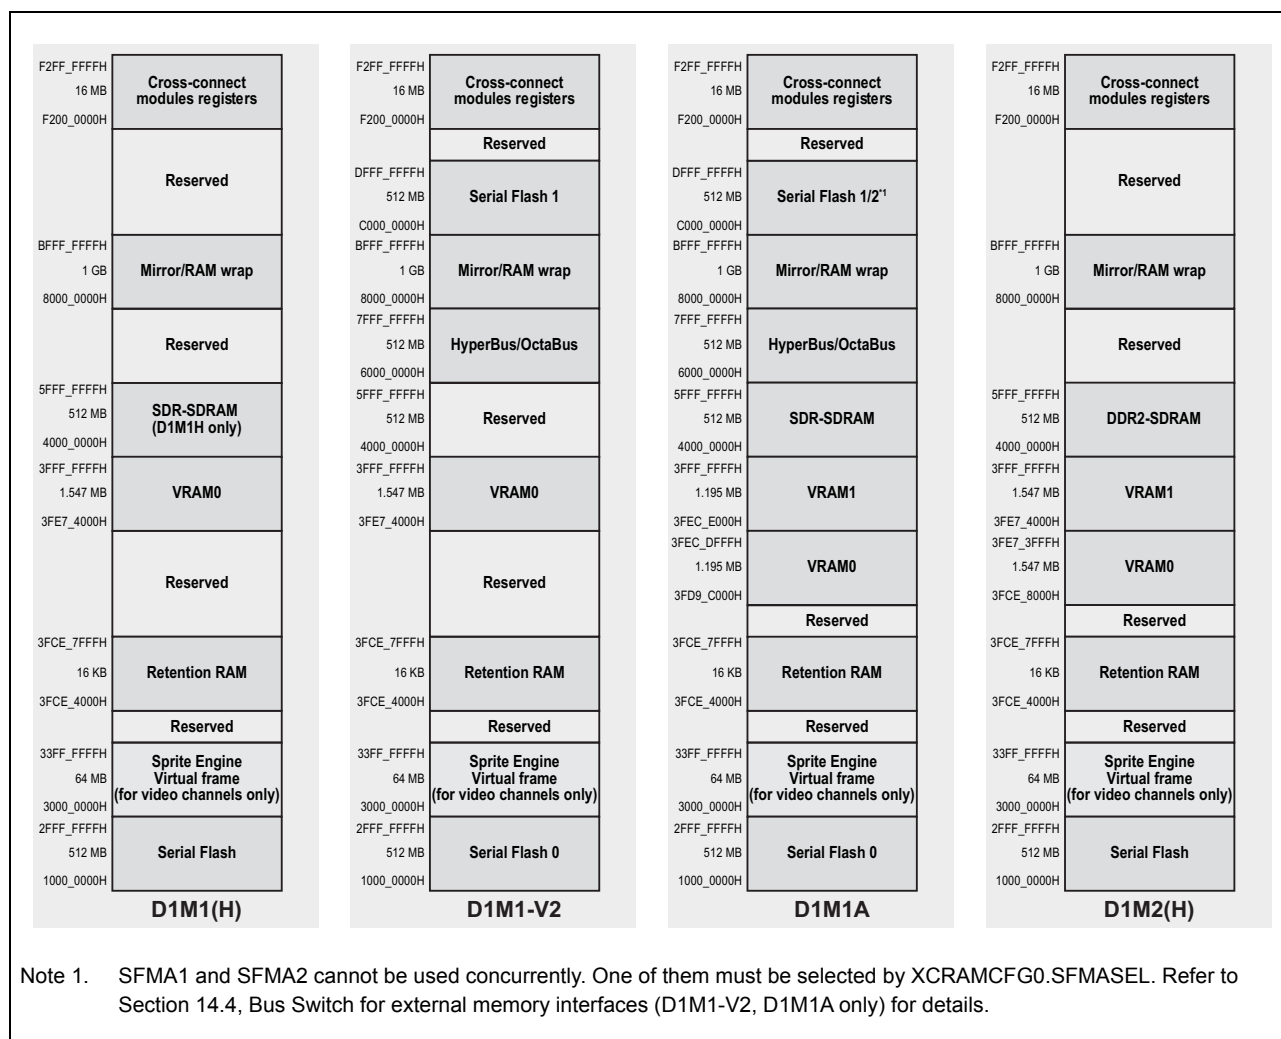 F2FF_FFFFH
16 MB
F200_0000H
Cross-connect
modules registers
Reserved
BFFF_FFFFH
1 GB
8000_0000H
Mirror/RAM wrap
Reserved
5FFF_FFFFH
512 MB
4000_0000H
SDR-SDRAM
(D1M1H only)
3FFF_FFFFH
1.547 MB
3FE7_4000H
VRAM0
Reserved
3FCE_7FFFH
16 KB
3FCE_4000H
Retention RAM
Reserved
33FF_FFFFH
64 MB
3000_0000H
Sprite Engine
Virtual frame
(for video channels only)
2FFF_FFFFH
512 MB
1000_0000H
Serial Flash
D1M1(H)
F2FF_FFFFH
16 MB
F200_0000H
Cross-connect
modules registers
Reserved
DFFF_FFFFH
512 MB
C000_0000H
Serial Flash 1
BFFF_FFFFH
1 GB
8000_0000H
Mirror/RAM wrap
7FFF_FFFFH
512 MB
6000_0000H
HyperBus/OctaBus
5FFF_FFFFH
512 MB
4000_0000H
Reserved
3FFF_FFFFH
1.547 MB
3FE7_4000H
VRAM0
Reserved
3FCE_7FFFH
16 KB
3FCE_4000H
Retention RAM
Reserved
33FF_FFFFH
64 MB
3000_0000H
Sprite Engine
Virtual frame
(for video channels only)
2FFF_FFFFH
512 MB
1000_0000H
Serial Flash 0
D1M1-V2
F2FF_FFFFH
16 MB
F200_0000H
Cross-connect
modules registers
Reserved
DFFF_FFFFH
512 MB
C000_0000H
Serial Flash 1/2*1
BFFF_FFFFH
1 GB
8000_0000H
Mirror/RAM wrap
7FFF_FFFFH
512 MB
6000_0000H
HyperBus/OctaBus
5FFF_FFFFH
512 MB
4000_0000H
SDR-SDRAM
3FFF_FFFFH
1.195 MB
3FEC_E000H
VRAM1
3FEC_DFFFH
1.195 MB
3FD9_C000H
VRAM0
Reserved
3FCE_7FFFH
16 KB
3FCE_4000H
Retention RAM
Reserved
33FF_FFFFH
64 MB
3000_0000H
Sprite Engine
Virtual frame
(for video channels only)
2FFF_FFFFH
512 MB
1000_0000H
Serial Flash 0
D1M1A
F2FF_FFFFH
16 MB
F200_0000H
Cross-connect
modules registers
Reserved
BFFF_FFFFH
1 GB
8000_0000H
Mirror/RAM wrap
Reserved
5FFF_FFFFH
512 MB
4000_0000H
DDR2-SDRAM
3FFF_FFFFH
1.547 MB
3FE7_4000H
VRAM1
3FE7_3FFFH
1.547 MB
3FCE_8000H
VRAM0
Reserved
3FCE_7FFFH
16 KB
3FCE_4000H
Retention RAM
Reserved
33FF_FFFFH
64 MB
3000_0000H
Sprite Engine
Virtual frame
(for video channels only)
2FFF_FFFFH
512 MB
1000_0000H
Serial Flash
D1M2(H)
Note 1. SFMA1 and SFMA2 cannot be used concurrently. One of them must be selected by XCRAMCFG0.SFMASEL. Refer to
Section 14.4, Bus Switch for external memory interfaces (D1M1-V2, D1M1A only) for details.